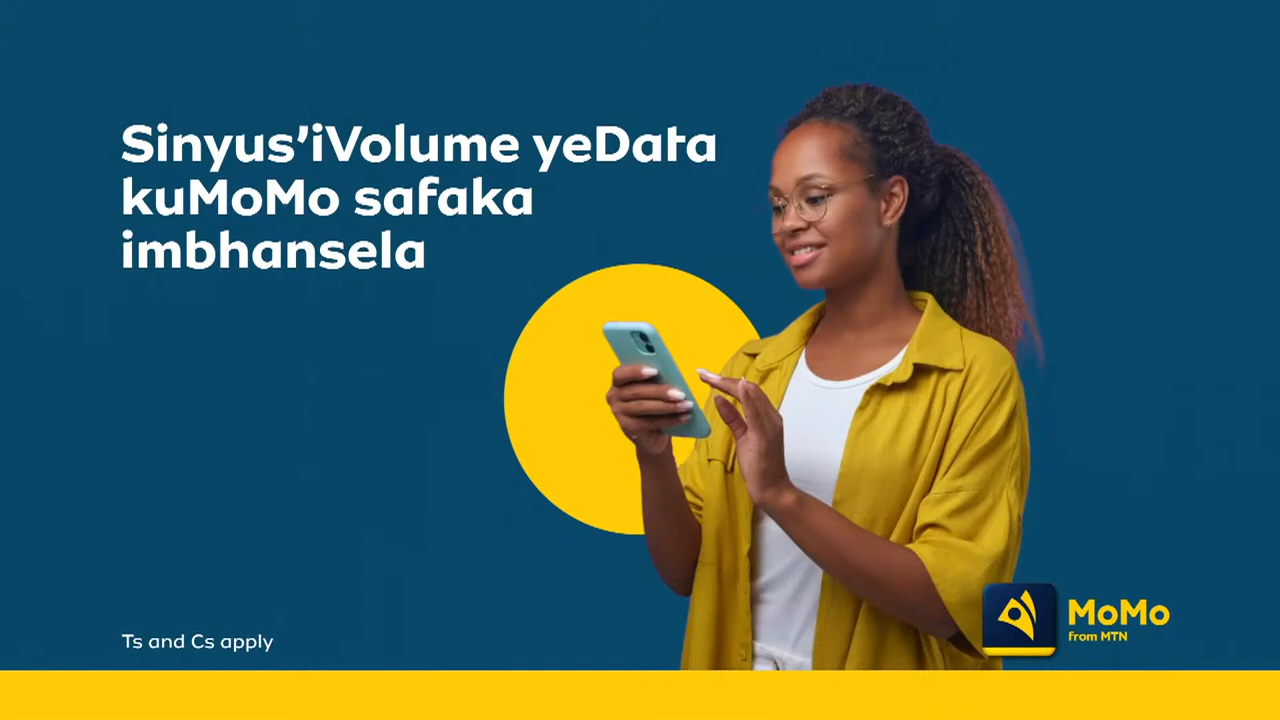 Sinyus’iVolume yeData
kuMoMo safaka
imbhansela
Ts and Cs apply
MoMo
from MTN